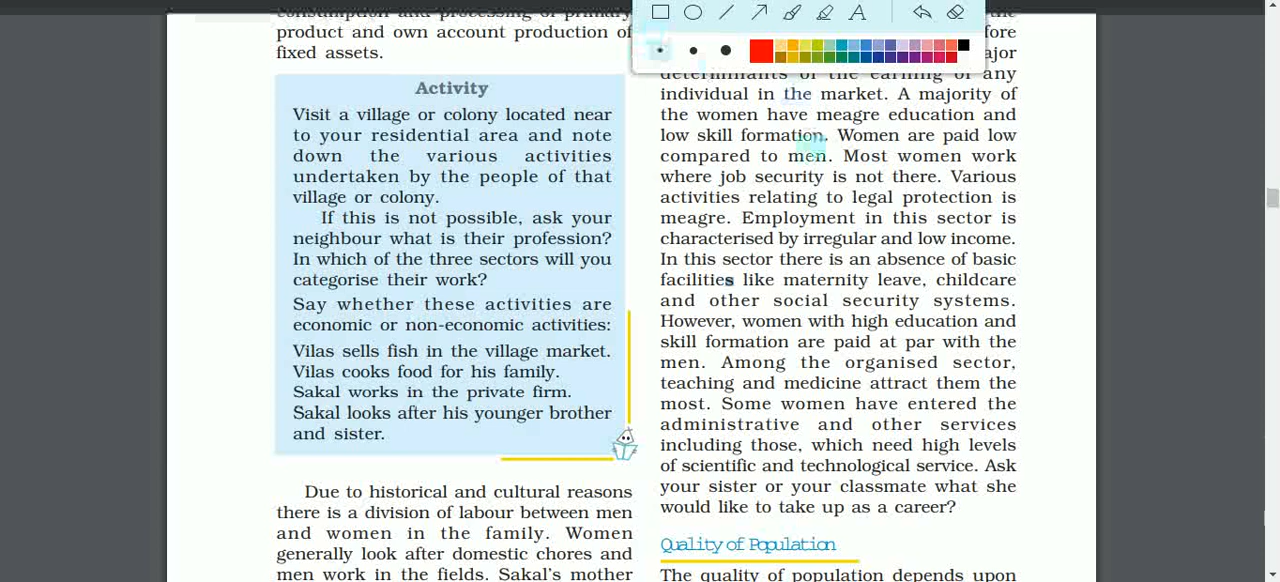 consumption and processing of primary
product and own account production of
fixed assets.
Activity
Visit a village or colony located near
to your residential area and note
down the various activities
undertaken by the people of that
village or colony.
If this is not possible, ask your
neighbour what is their profession?
In which of the three sectors will you
categorise their work?
Say whether these activities are
economic or non-economic activities:
Vilas sells fish in the village market.
Vilas cooks food for his family.
Sakal works in the private firm.
Sakal looks after his younger brother
and sister.
Due to historical and cultural reasons
there is a division of labour between men
and women in the family. Women
generally look after domestic chores and
men work in the fields. Sakal's mother
the
fore
ajor
determinants of the earning of any
individual in the market. A majority of
the women have meagre education and
low skill formation. Women are paid low
compared to men. Most women work
where job security is not there. Various
activities relating to legal protection is
meagre. Employment in this sector is
characterised by irregular and low income.
In this sector there is an absence of basic
facilities like maternity leave, childcare
and other social security systems.
However, women with high education and
skill formation are paid at par with the
men. Among the organised sector,
teaching and medicine attract them the
most. Some women have entered the
administrative and other services
including those, which need high levels
of scientific and technological service. Ask
your sister or your classmate what she
would like to take up as a career?
Quality of Population
The quality of population depends upon